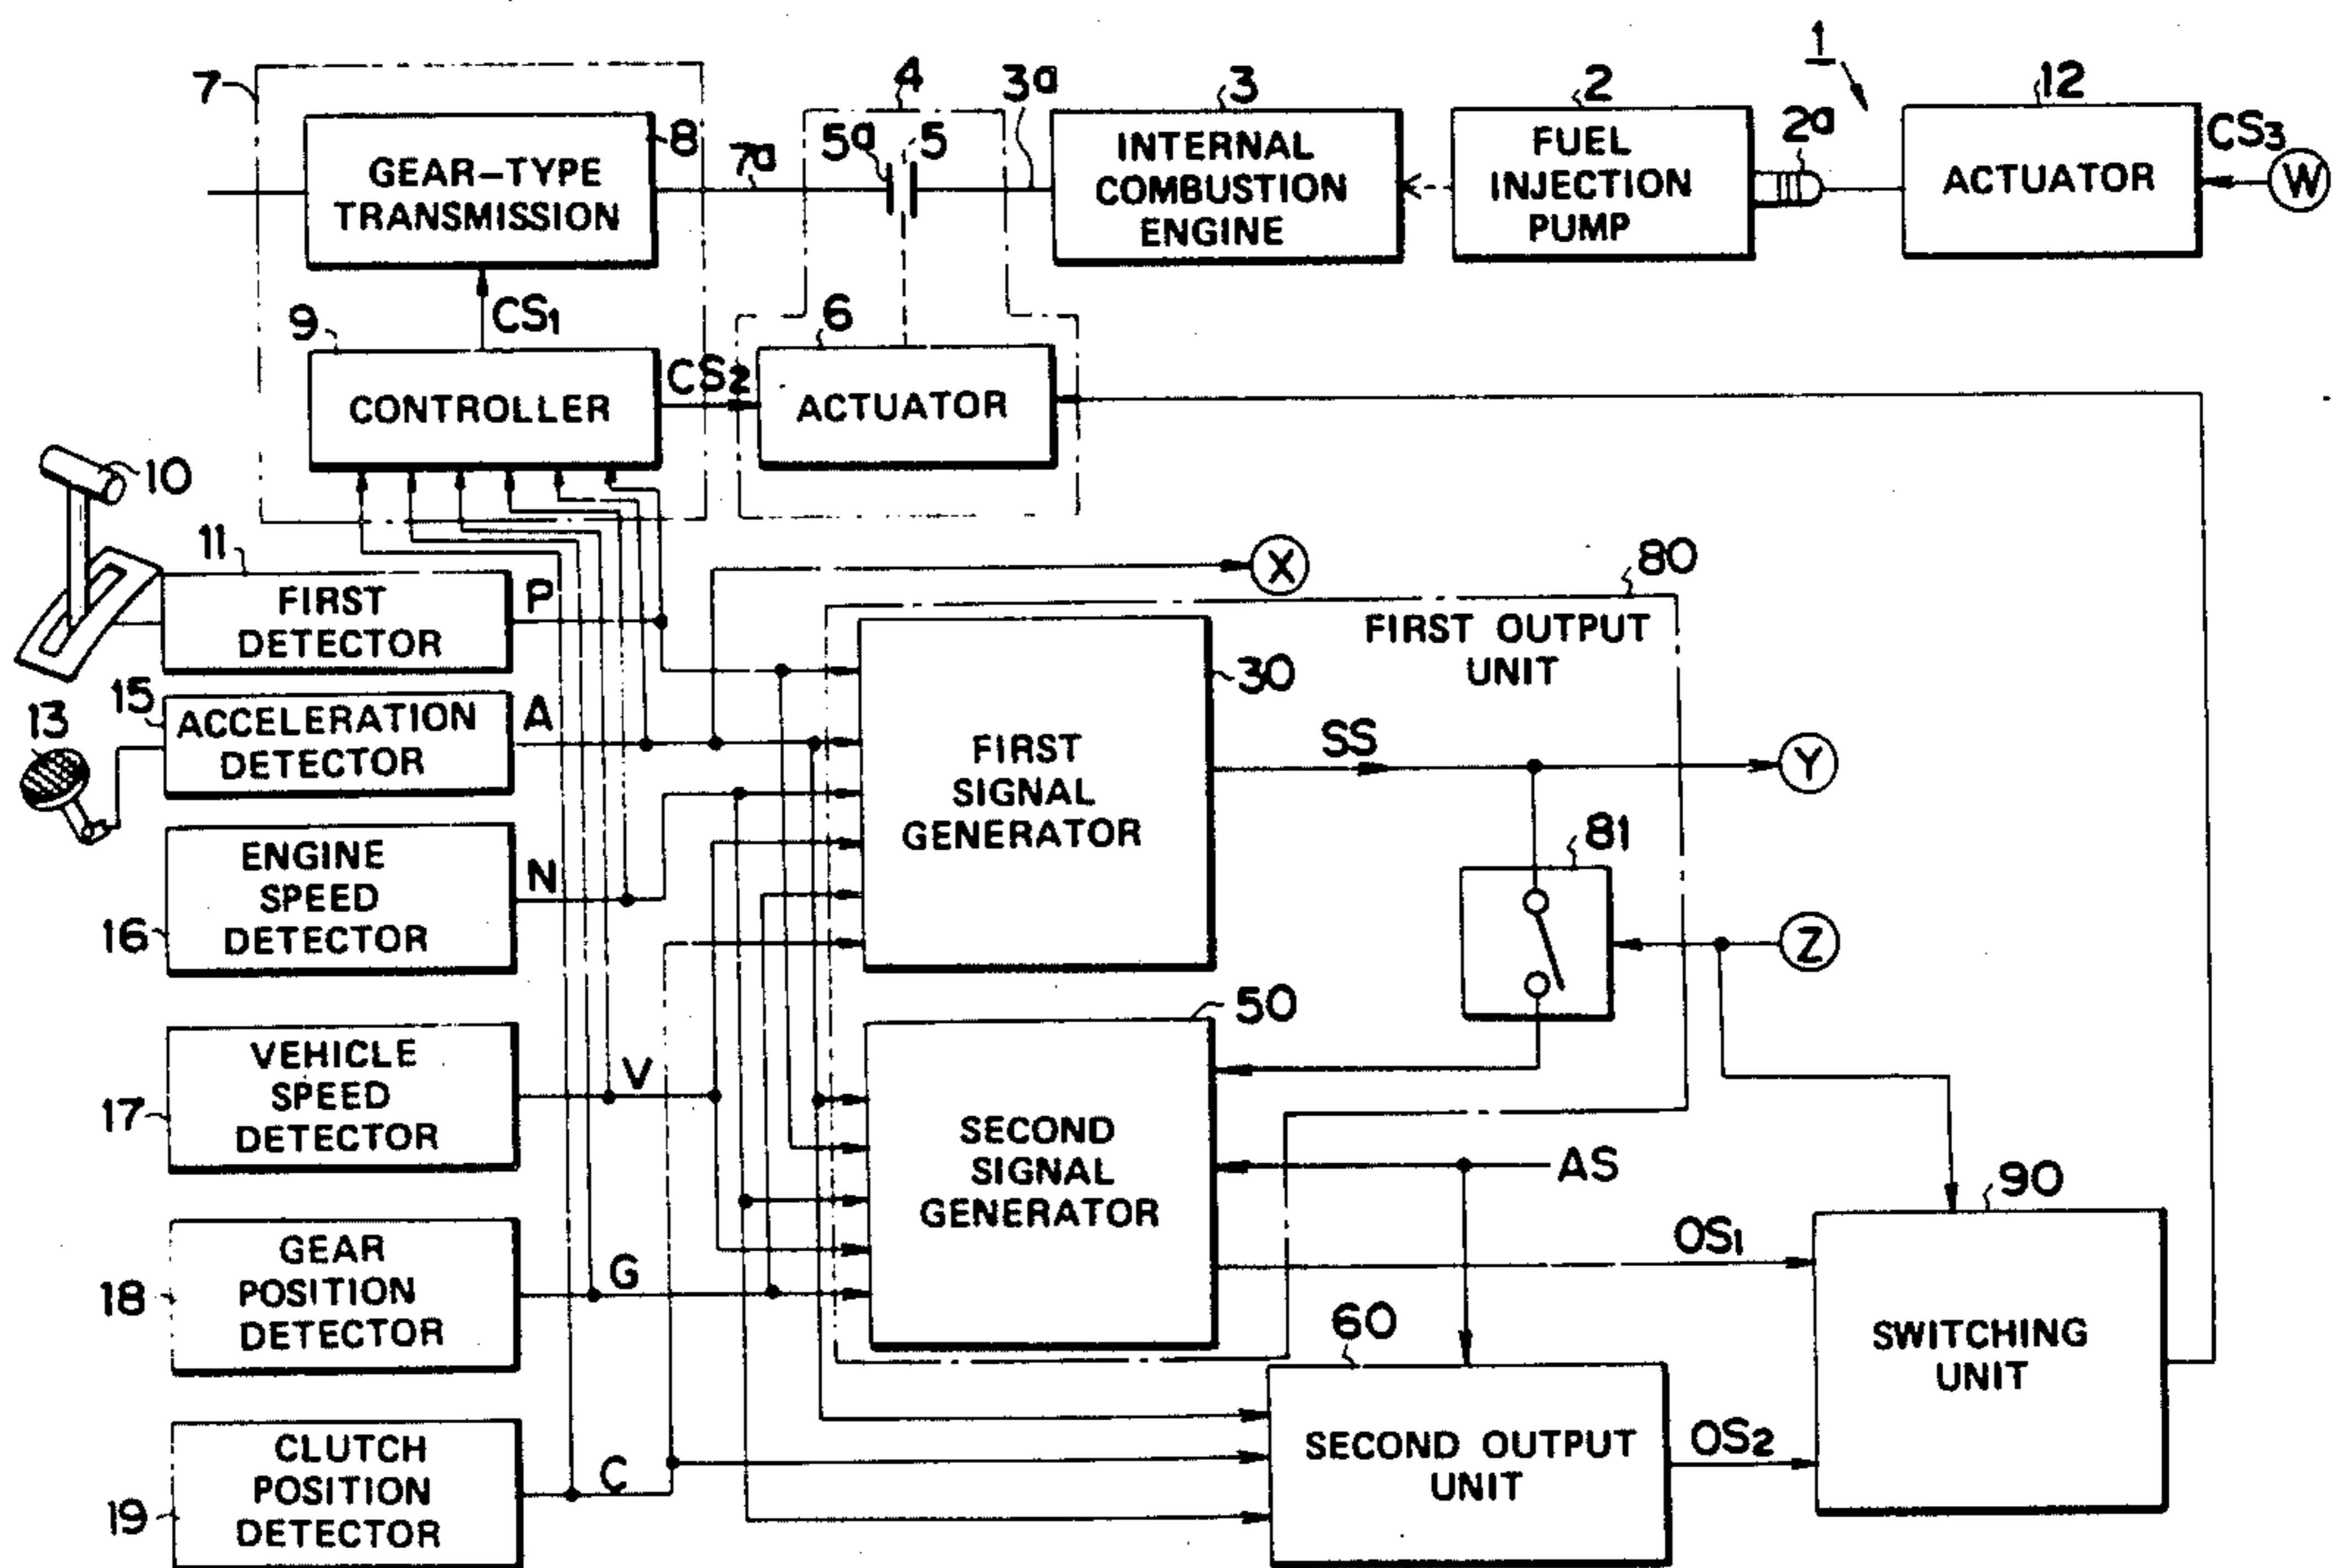 1
7
8
GEAR-TYPE
TRANSMISSION
7a
4
5a
5
3a
3
INTERNAL
COMBUSTION
ENGINE
2
FUEL
INJECTION
PUMP
2a
12
ACTUATOR
CS3
W
9
CS1
CONTROLLER
CS2
6
ACTUATOR
10
11
FIRST
DETECTOR
P
X
80
FIRST OUTPUT
UNIT
13
15
ACCELERATION
DETECTOR
A
30
FIRST
SIGNAL
GENERATOR
SS
Y
81
16
ENGINE
SPEED
DETECTOR
N
Z
17
VEHICLE
SPEED
DETECTOR
V
50
SECOND
SIGNAL
GENERATOR
AS
90
OS1
SWITCHING
UNIT
18
GEAR
POSITION
DETECTOR
G
60
SECOND OUTPUT
UNIT
OS2
19
CLUTCH
POSITION
DETECTOR
C